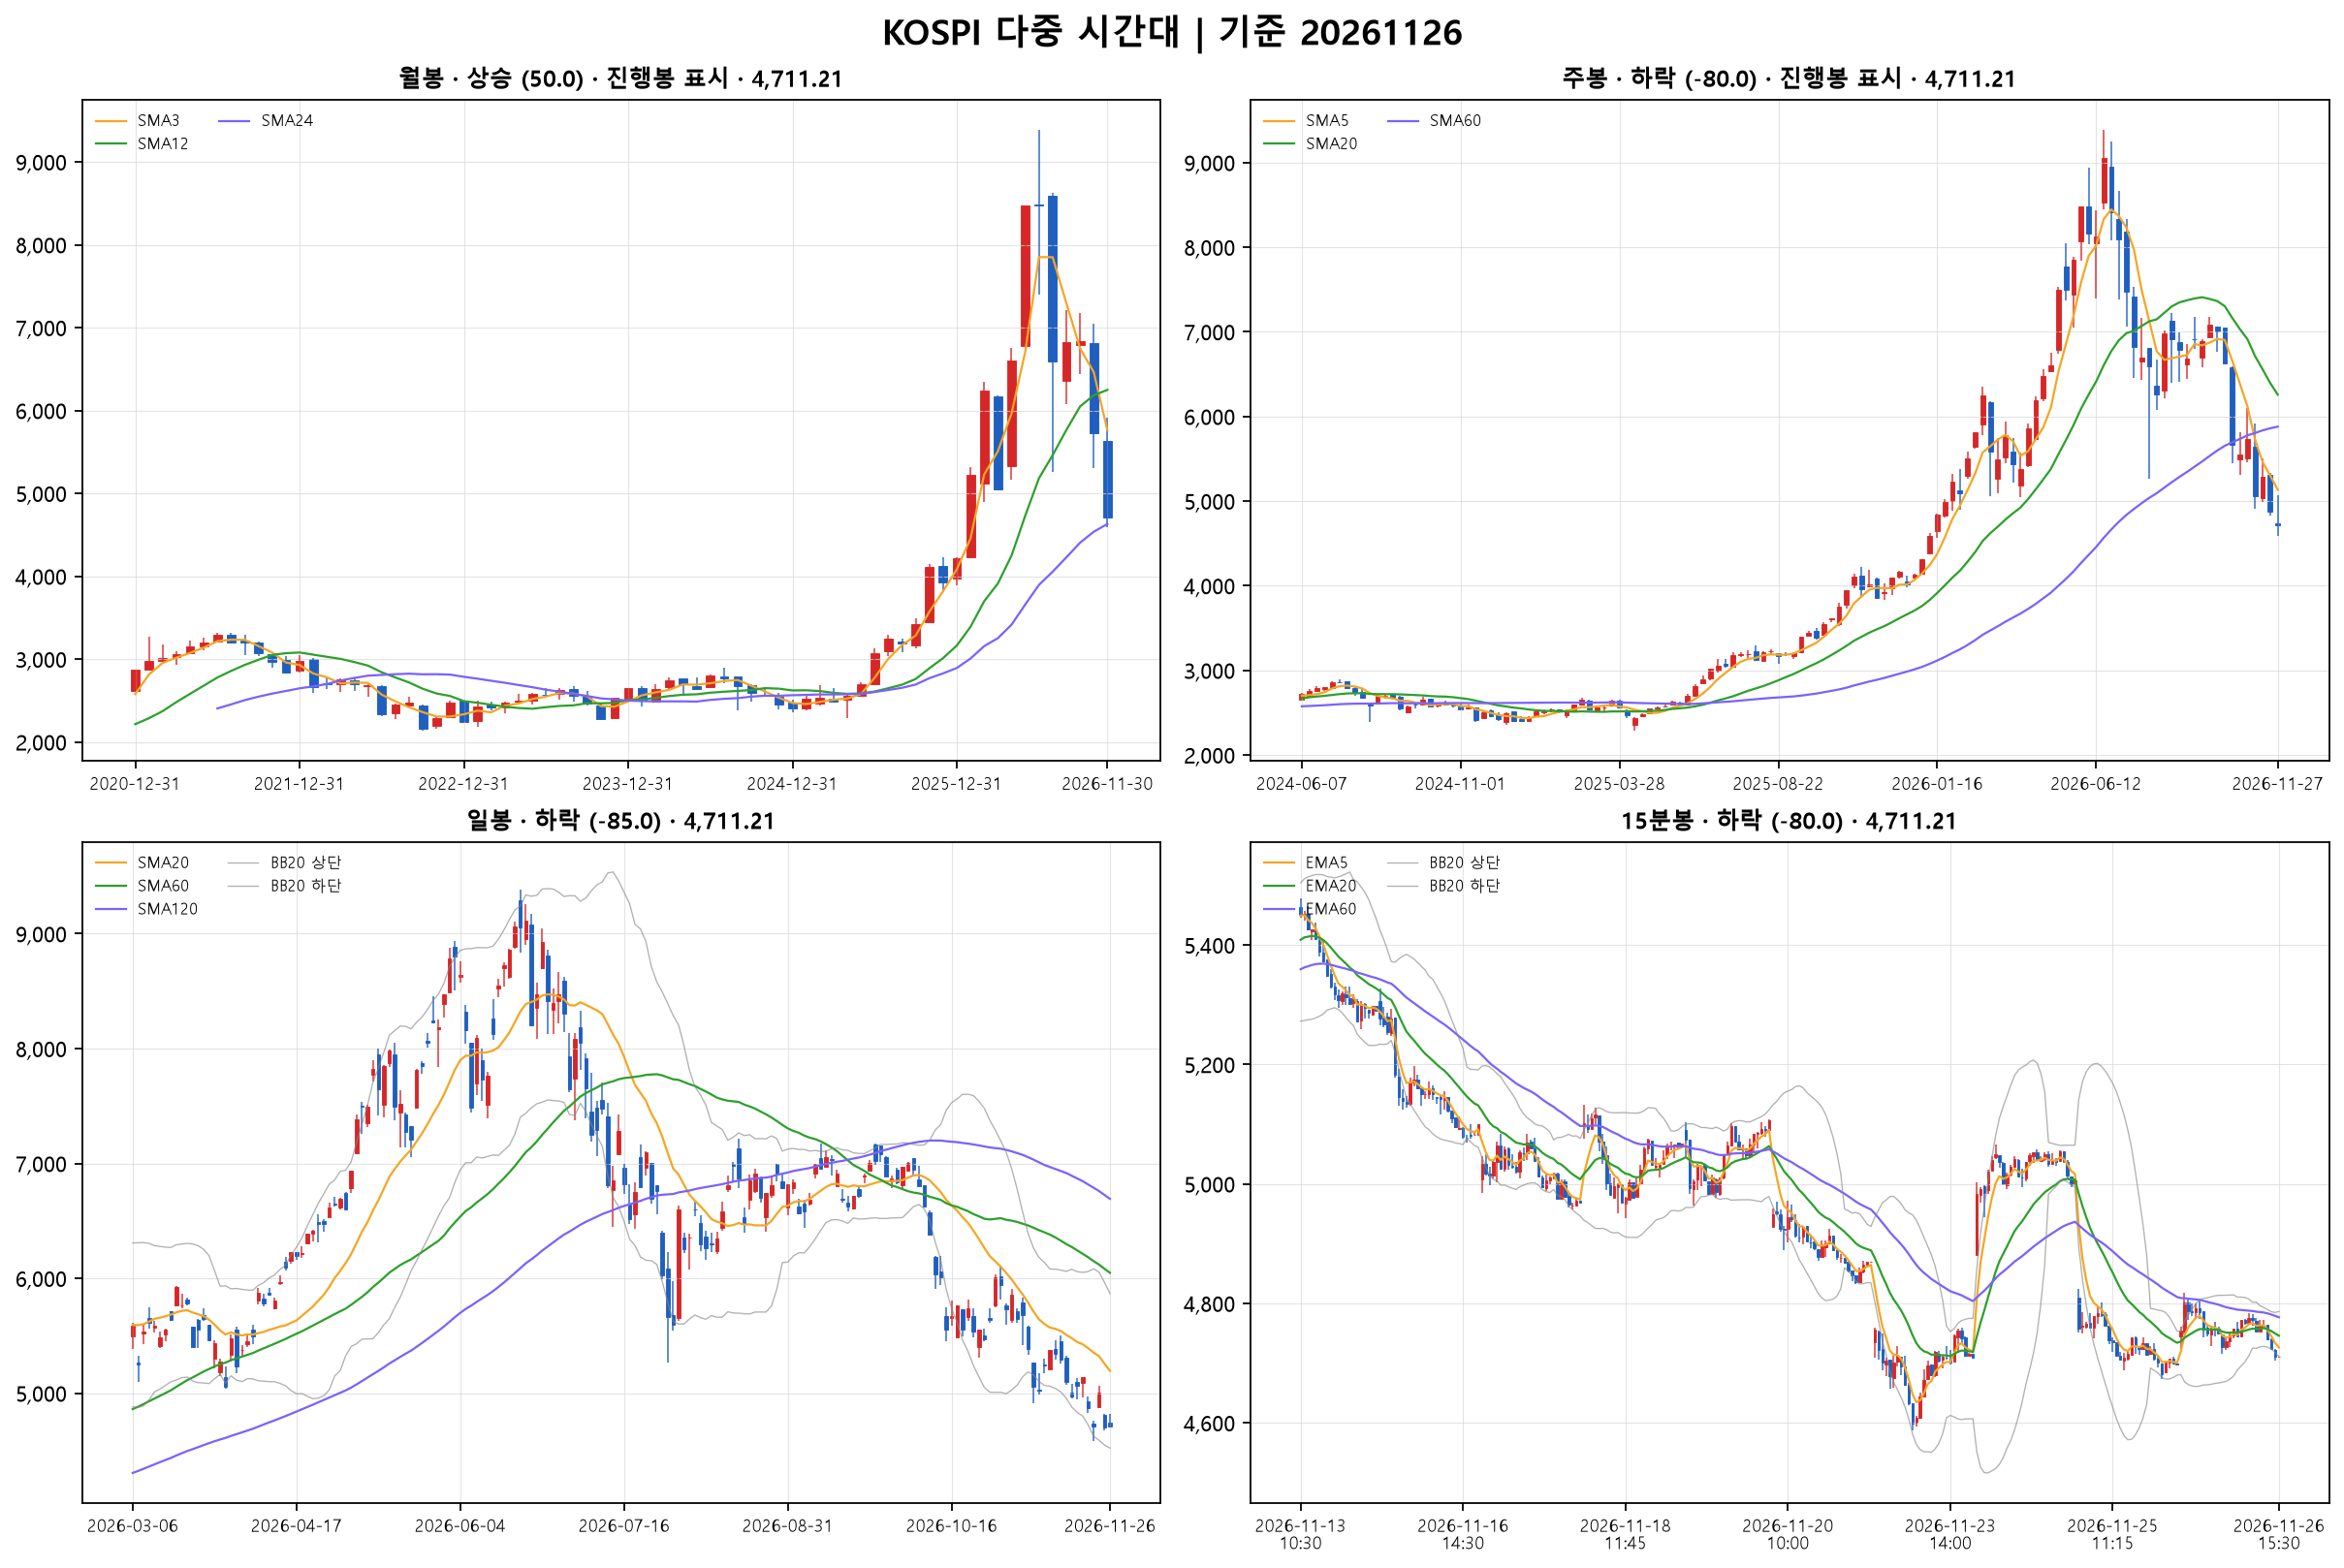 KOSPI 다중 시간대 | 기준 20261126
월봉 · 상승 (50.0) · 진행봉 표시 · 4,711.21
SMA3
SMA24
SMA12
9,000
8,000
7,000
6,000
5,000
4,000
3,000
2,000
2020-12-31
2021-12-31
2022-12-31
2023-12-31
2024-12-31
2025-12-31
2026-11-30
주봉 · 하락 (-80.0) · 진행봉 표시 · 4,711.21
SMA5
SMA60
SMA20
9,000
8,000
7,000
6,000
5,000
4,000
3,000
2,000
2024-06-07
2024-11-01
2025-03-28
2025-08-22
2026-01-16
2026-06-12
2026-11-27
일봉 · 하락 (-85.0) · 4,711.21
SMA20
BB20 상단
SMA60
BB20 하단
SMA120
9,000
8,000
7,000
6,000
5,000
2026-03-06
2026-04-17
2026-06-04
2026-07-16
2026-08-31
2026-10-16
2026-11-26
15분봉 · 하락 (-80.0) · 4,711.21
EMA5
BB20 상단
EMA20
BB20 하단
EMA60
5,400
5,200
5,000
4,800
4,600
2026-11-13
10:30
2026-11-16
14:30
2026-11-18
11:45
2026-11-20
10:00
2026-11-23
14:00
2026-11-25
11:15
2026-11-26
15:30